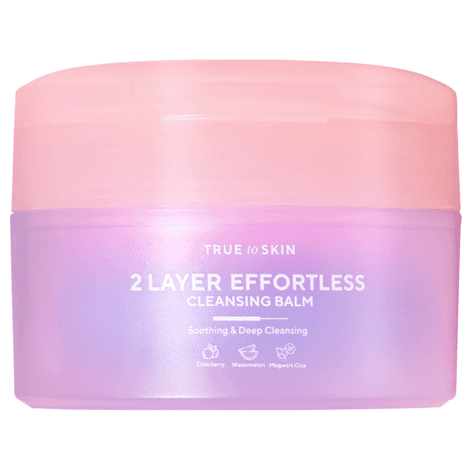 TRUE to SKIN
2 LAYER EFFORTLESS
CLEANSING BALM
Soothing & Deep Cleansing
Elderberry Watermelon Mugwort Cica